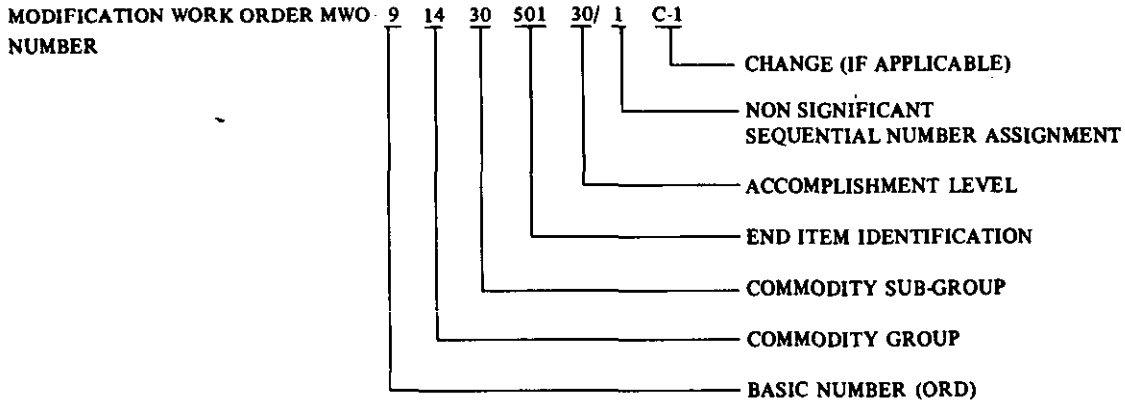 MODIFICATION WORK ORDER MWO 9 14 30 501 30/ 1 C-1
NUMBER
CHANGE (IF APPLICABLE)
NON SIGNIFICANT
SEQUENTIAL NUMBER ASSIGNMENT
ACCOMPLISHMENT LEVEL
END ITEM IDENTIFICATION
COMMODITY SUB-GROUP
COMMODITY GROUP
BASIC NUMBER (ORD)